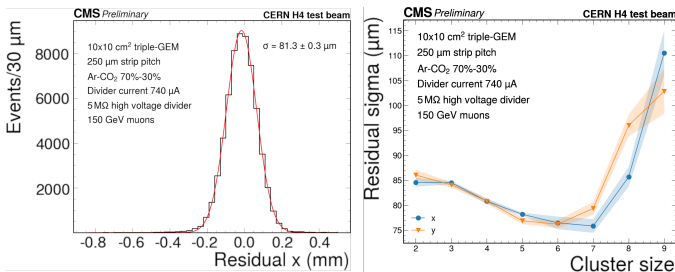 CMS Preliminary
CERN H4 test beam
Events/30 μm
8000
6000
4000
2000
10x10 cm² triple-GEM
250 μm strip pitch
Ar-CO₂ 70%-30%
Divider current 740 μA
5 MΩ high voltage divider
150 GeV muons
σ = 81.3 ± 0.3 μm
−0.8 −0.6 −0.4 −0.2 0.0 0.2 0.4
Residual x (mm)
CMS Preliminary
CERN H4 test beam
Residual sigma (μm)
115
110
105
100
95
90
85
80
75
10x10 cm² triple-GEM
250 μm strip pitch
Ar-CO₂ 70%-30%
Divider current 740 μA
5 MΩ high voltage divider
150 GeV muons
x
y
2 3 4 5 6 7 8 9
Cluster size